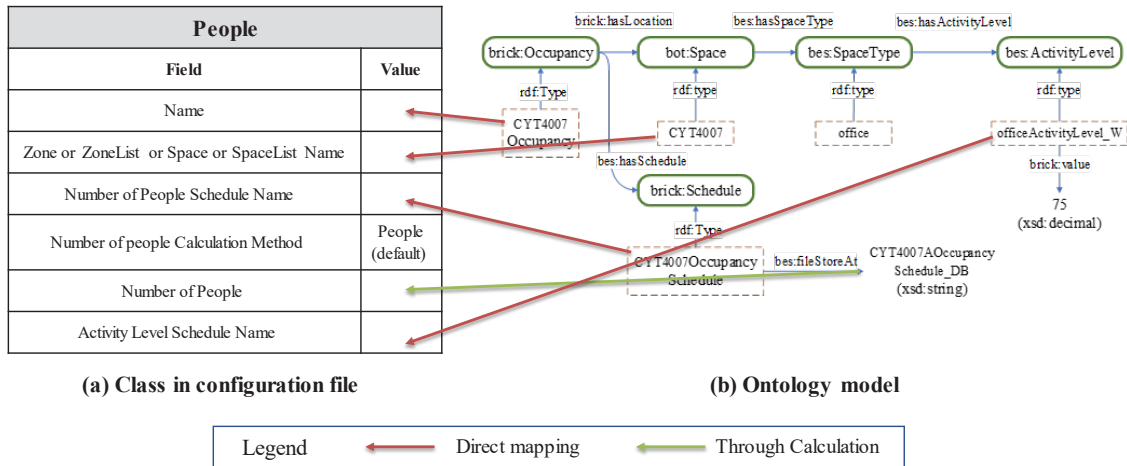 People
Field
Value
Name
Zone or ZoneList or Space or SpaceList Name
Number of People Schedule Name
Number of people Calculation Method
People
(default)
Number of People
Activity Level Schedule Name
(a) Class in configuration file
brick:hasLocation
bes:hasSpaceType
bes:hasActivityLevel
brick:Occupancy
bot:Space
bes:SpaceType
bes:ActivityLevel
rdf:Type
rdf:type
rdf:type
rdf:type
CYT4007
Occupancy
CYT4007
office
officeActivityLevel_W
bes:hasSchedule
brick:value
brick:Schedule
75
(xsd:decimal)
rdf:Type
CYT4007Occupancy
Schedule
bes:fileStoreAt
CYT4007AOccupancy
Schedule_DB
(xsd:string)
(b) Ontology model
Legend
Direct mapping
Through Calculation